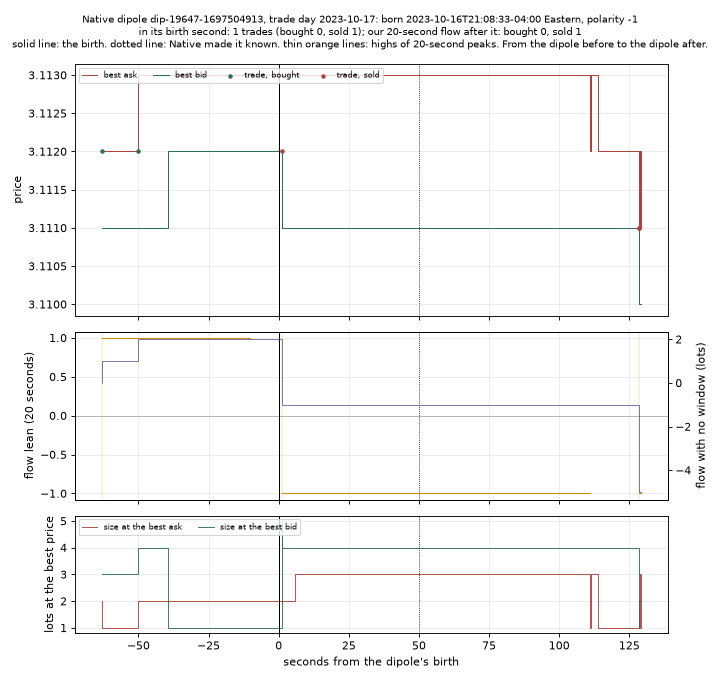 Native dipole dip-19647-1697504913, trade day 2023-10-17: born 2023-10-16T21:08:33-04:00 Eastern, polarity -1
in its birth second: 1 trades (bought 0, sold 1); our 20-second flow after it: bought 0, sold 1
solid line: the birth. dotted line: Native made it known. thin orange lines: highs of 20-second peaks. From the dipole before to the dipole after.
best ask best bid trade, bought trade, sold
3.1130
3.1125
3.1120
3.1115
3.1110
3.1105
3.1100
price
1.0
0.5
0.0
−0.5
−1.0
flow lean (20 seconds)
2
0
−2
−4
flow with no window (lots)
size at the best ask size at the best bid
5
4
3
2
1
lots at the best price
−50 −25 0 25 50 75 100 125
seconds from the dipole's birth